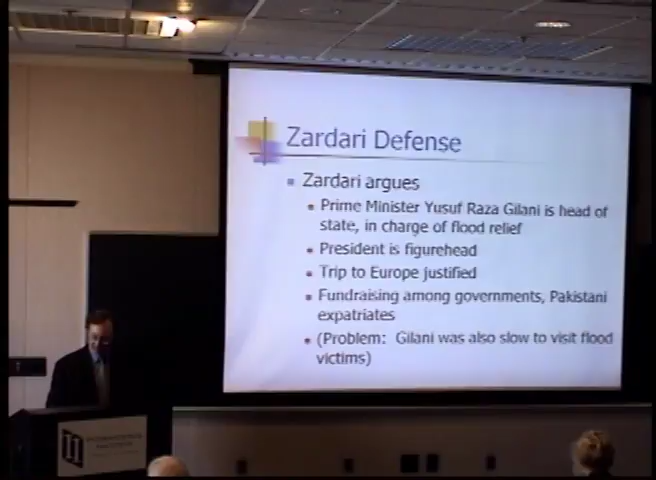 Zardari Defense
Zardari argues
Prime Minister Yusuf Raza Gilani is head of
state, in charge of flood relief
President is figurehead
Trip to Europe justified
Fundraising among governments, Pakistani
expatriates
(Problem: Gilani was also slow to visit flood
victims)